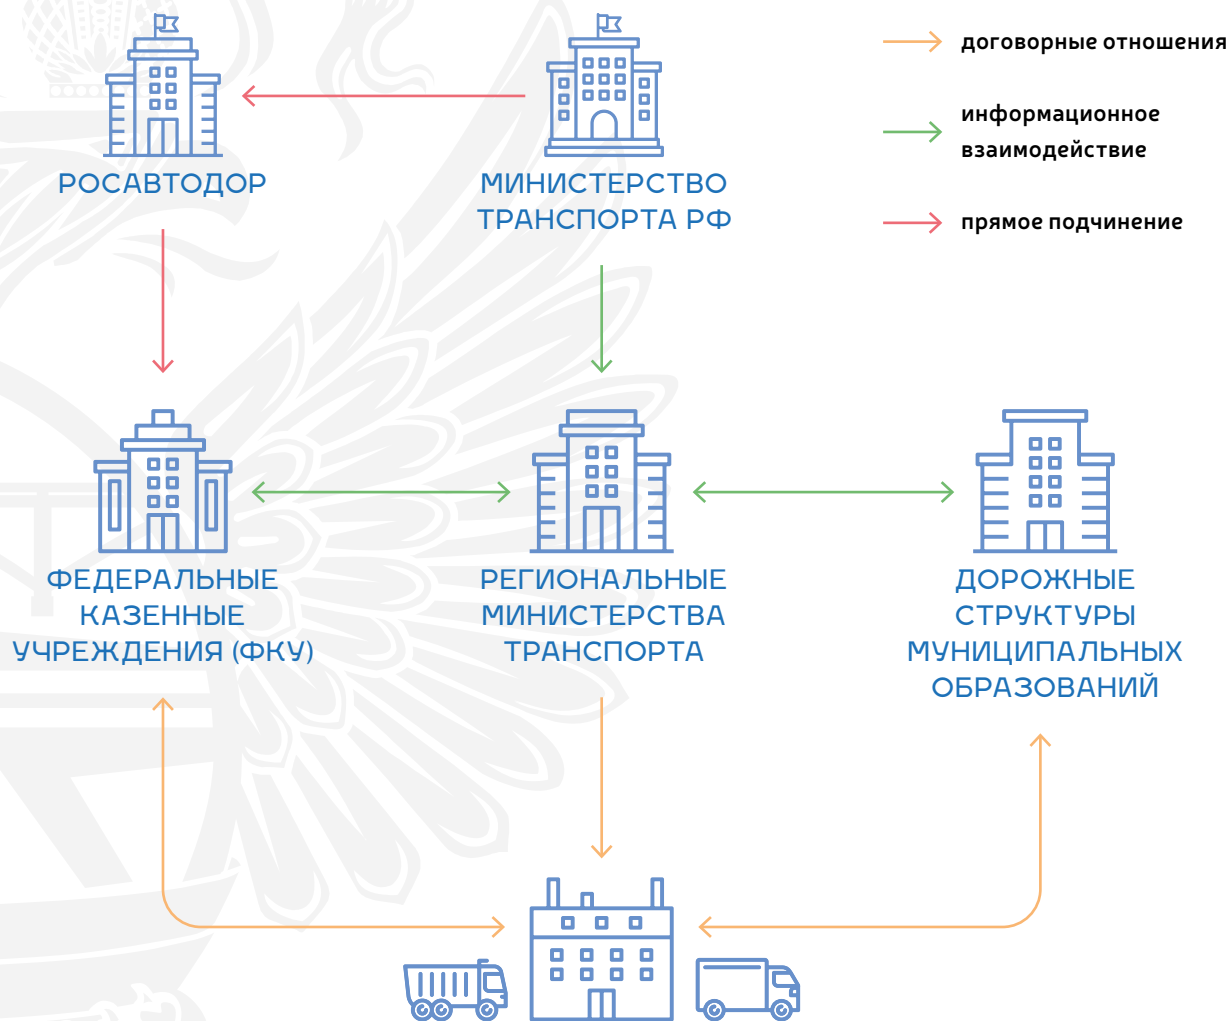 договорные отношения
информационное
взаимодействие
прямое подчинение
РОСАВТОДОР
МИНИСТЕРСТВО
ТРАНСПОРТА РФ
ФЕДЕРАЛЬНЫЕ
КАЗЕННЫЕ
УЧРЕЖДЕНИЯ (ФКУ)
РЕГИОНАЛЬНЫЕ
МИНИСТЕРСТВА
ТРАНСПОРТА
ДОРОЖНЫЕ
СТРУКТУРЫ
МУНИЦИПАЛЬНЫХ
ОБРАЗОВАНИЙ